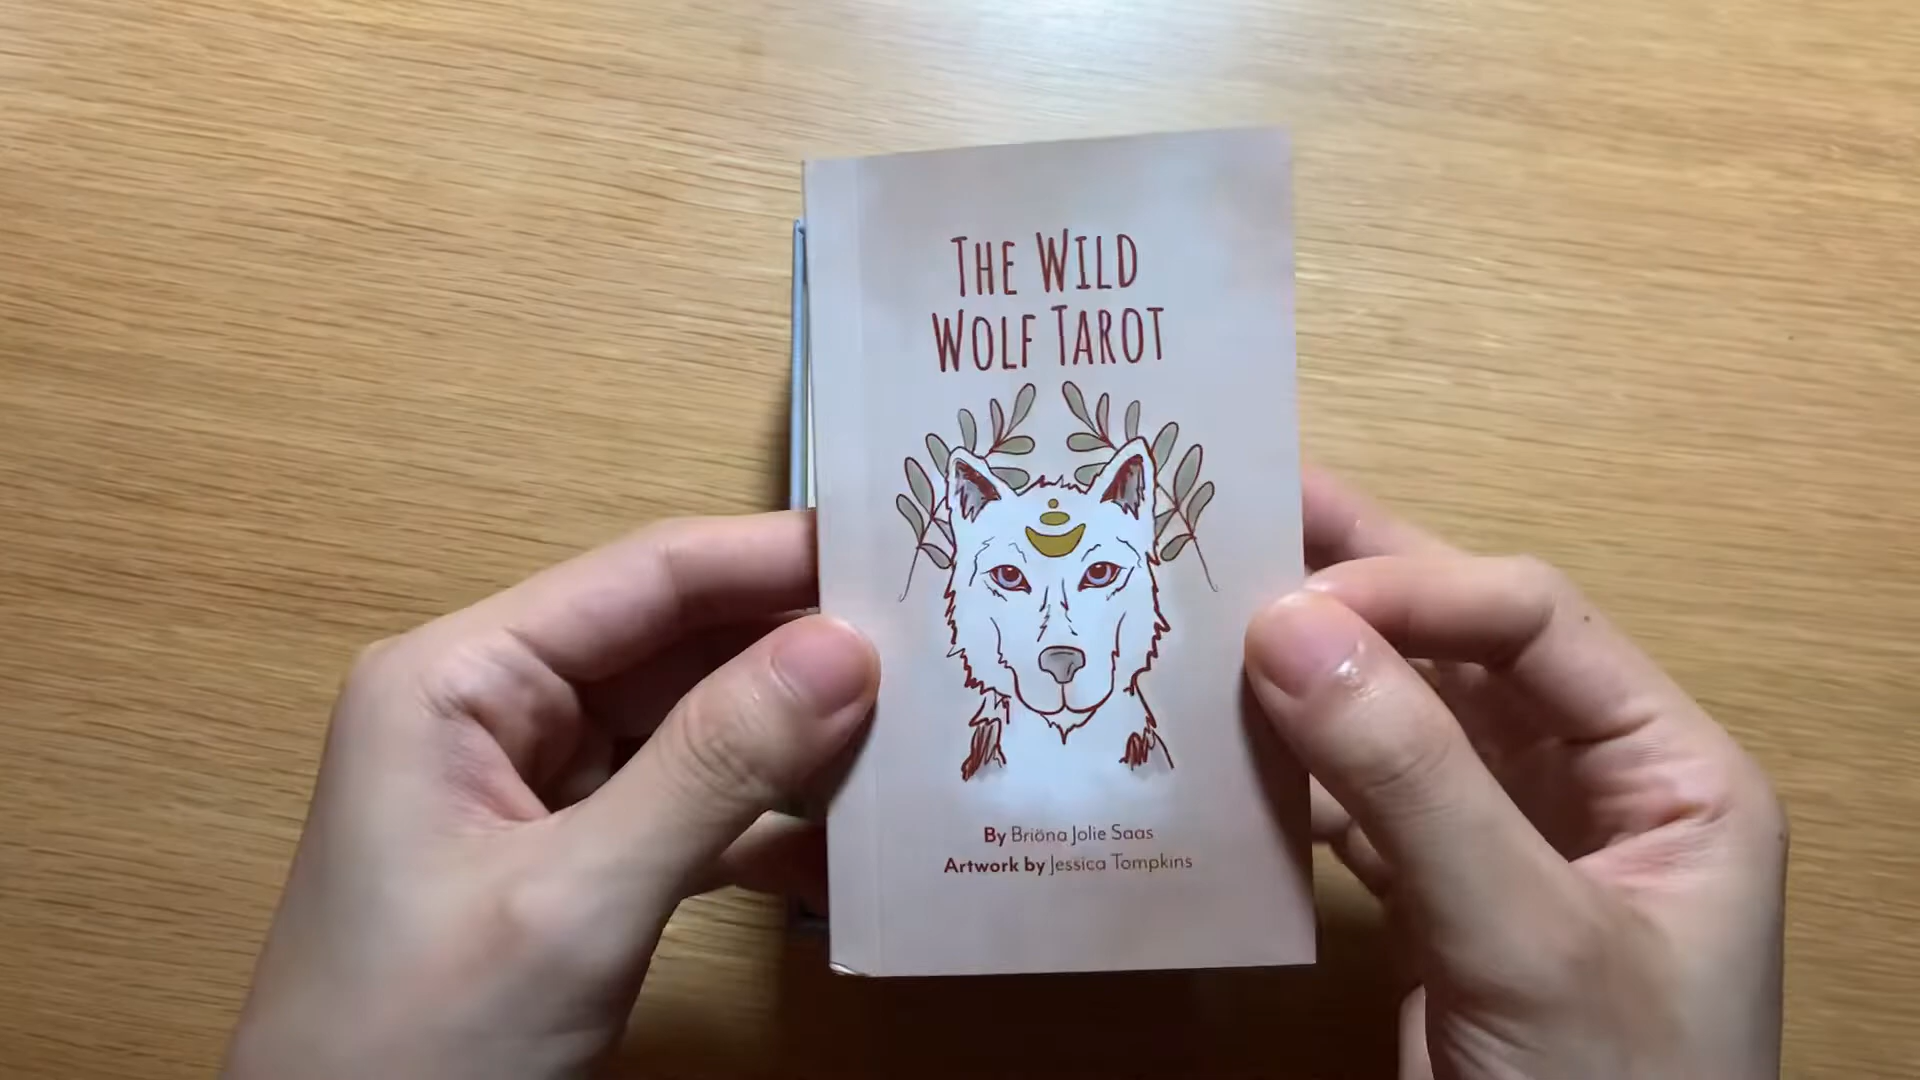 THE WILD
WOLF TAROT
By Briöna Jolie Saas
Artwork by Jessica Tompkins